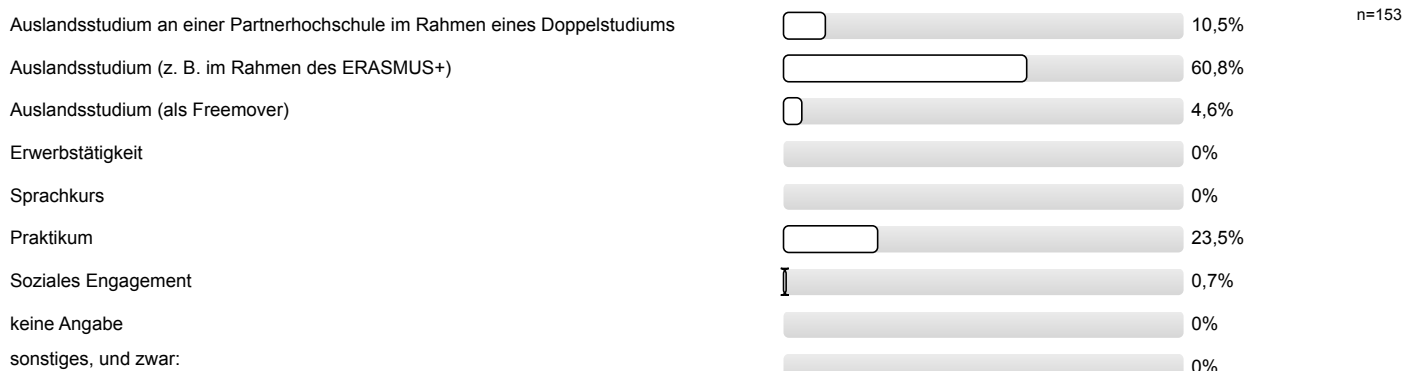 Auslandsstudium an einer Partnerhochschule im Rahmen eines Doppelstudiums 10,5% n=153
Auslandsstudium (z. B. im Rahmen des ERASMUS+) 60,8%
Auslandsstudium (als Freemover) 4,6%
Erwerbstätigkeit 0%
Sprachkurs 0%
Praktikum 23,5%
Soziales Engagement 0,7%
keine Angabe 0%
sonstiges, und zwar: 0%